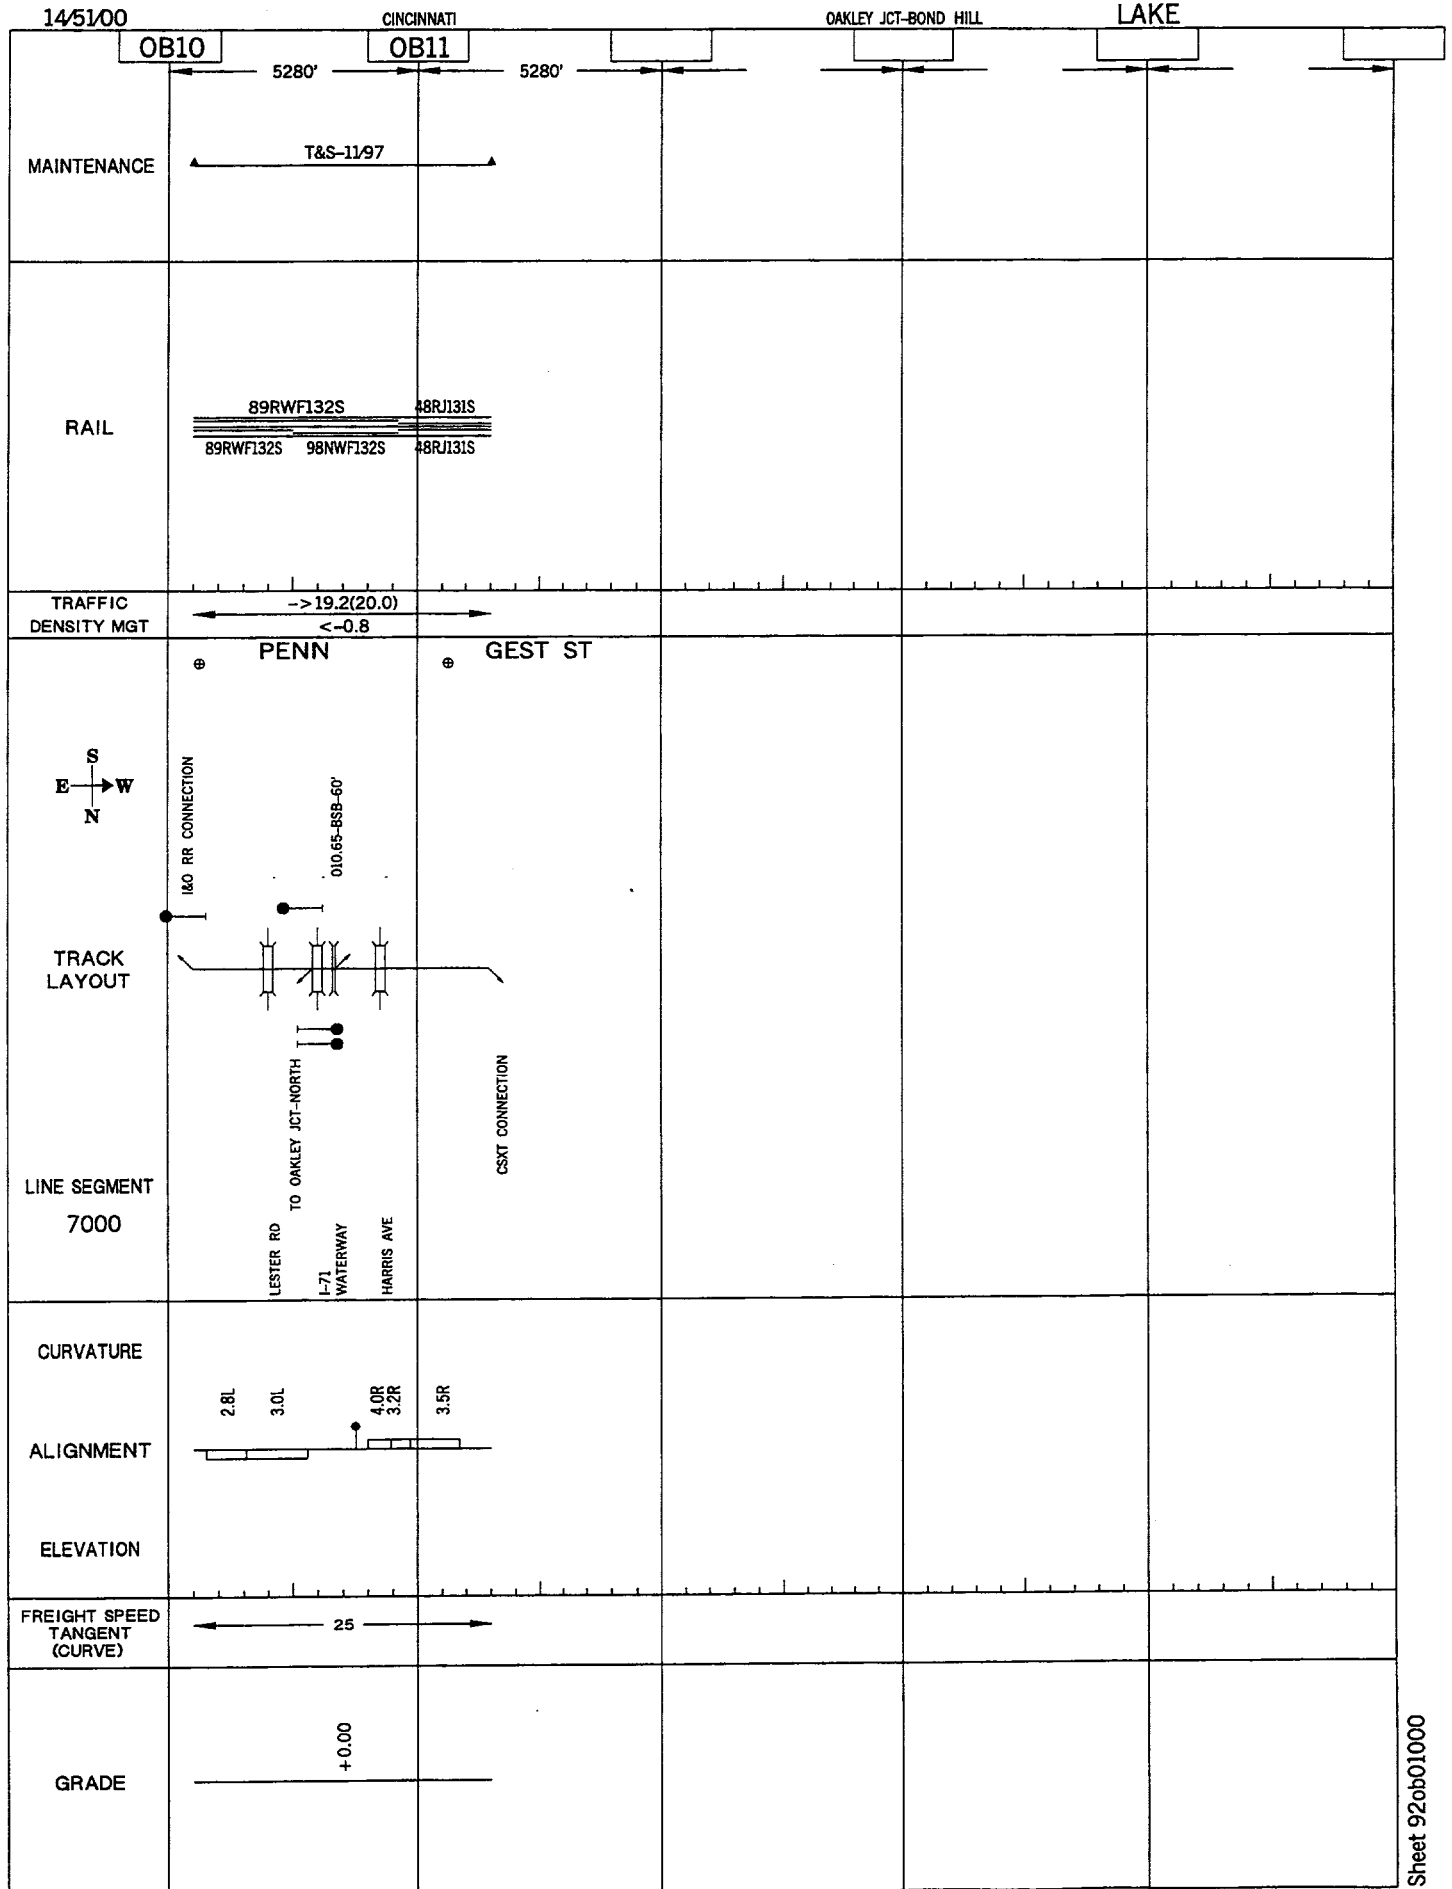 14/51/00 CINCINNATI OAKLEY JCT-BOND HILL LAKE
OB10 OB11
5280' 5280'
MAINTENANCE
T&S-11/97
RAIL
89RWF132S 48RJ131S
89RWF132S 98NWF132S 48RJ131S
TRAFFIC
DENSITY MGT
->19.2(20.0)
<-0.8
PENN GEST ST
S
E W
N
I&O RR CONNECTION
010.65-BSB-60'
TRACK
LAYOUT
TO OAKLEY JCT-NORTH
CSXT CONNECTION
LINE SEGMENT
7000
LESTER RD
I-71
WATERWAY
HARRIS AVE
CURVATURE
2.8L
3.0L
4.0R
3.2R
3.5R
ALIGNMENT
ELEVATION
FREIGHT SPEED
TANGENT
(CURVE)
25
GRADE
+0.00
Sheet 92ob01000